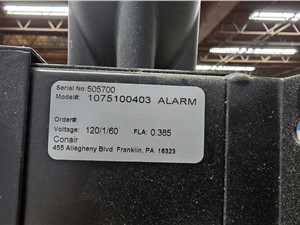 Serial No: 505700
Model#: 1075100403 ALARM
Order#:
Voltage: 120/1/60 FLA: 0.385
Conair
455 Allegheny Blvd Franklin, PA 16323